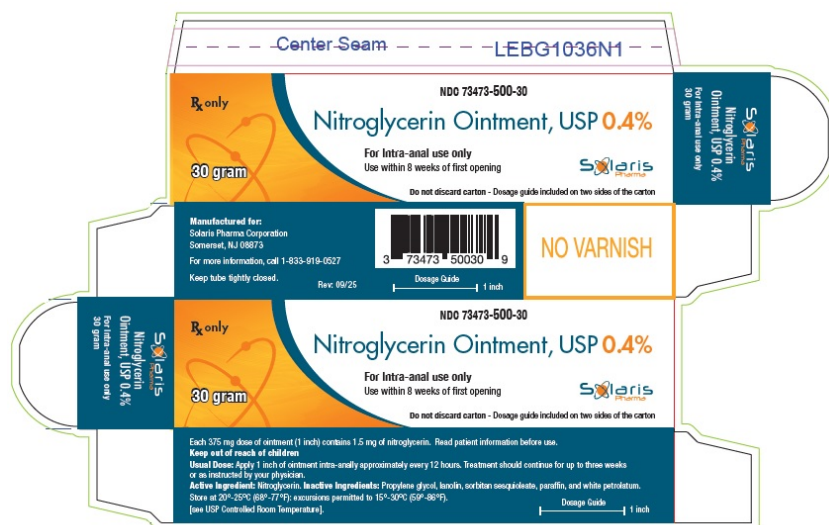 Center Seam
LEBG1036N1
Rx only
30 gram
NDC 73473-500-30
Nitroglycerin Ointment, USP 0.4%
For Intra-anal use only
Use within 8 weeks of first opening
Solaris
Pharma
Do not discard carton - Dosage guide included on two sides of the carton
Solaris
Pharma
Nitroglycerin
Ointment, USP 0.4%
For Intra-anal use only
30 gram
Manufactured for:
Solaris Pharma Corporation
Somerset, NJ 08873
For more information, call 1-833-919-0527
Keep tube tightly closed.
Rev: 09/25
3 73473 50030 9
Dosage Guide
1 inch
NO VARNISH
Solaris
Pharma
Nitroglycerin
Ointment, USP 0.4%
For Intra-anal use only
30 gram
Rx only
30 gram
NDC 73473-500-30
Nitroglycerin Ointment, USP 0.4%
For Intra-anal use only
Use within 8 weeks of first opening
Solaris
Pharma
Do not discard carton - Dosage guide included on two sides of the carton
Each 375 mg dose of ointment (1 inch) contains 1.5 mg of nitroglycerin. Read patient information before use.
Keep out of reach of children
Usual Dose: Apply 1 inch of ointment intra-anally approximately every 12 hours. Treatment should continue for up to three weeks
or as instructed by your physician.
Active Ingredient: Nitroglycerin. Inactive Ingredients: Propylene glycol, lanolin, sorbitan sesquioleate, paraffin, and white petrolatum.
Store at 20º-25ºC (68º-77ºF): excursions permitted to 15º-30ºC (59º-86ºF).
[see USP Controlled Room Temperature].
Dosage Guide
1 inch